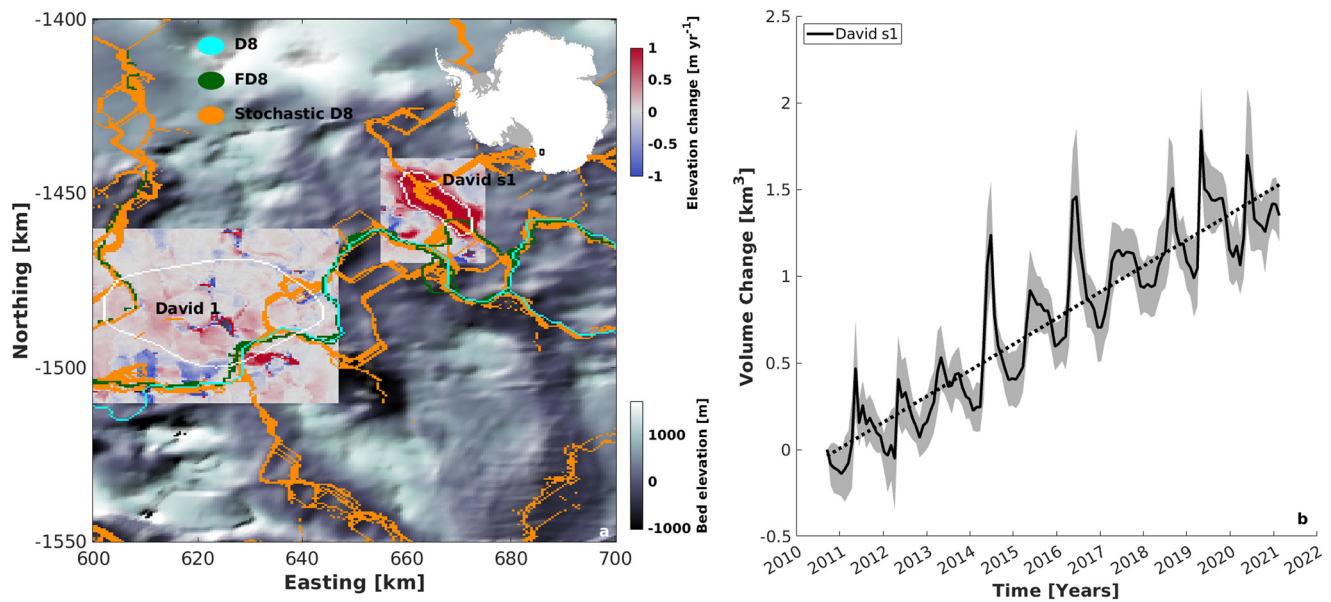 D8
FD8
Stochastic D8
David s1
David 1
-1400
-1450
-1500
-1550
Northing [km]
600
620
640
660
680
700
Easting [km]
a
1
0.5
0
-0.5
-1
Elevation change [m yr⁻¹]
1000
0
-1000
Bed elevation [m]
David s1
2.5
2
1.5
1
0.5
0
-0.5
Volume Change [km³]
b
2010
2011
2012
2013
2014
2015
2016
2017
2018
2019
2020
2021
2022
Time [Years]